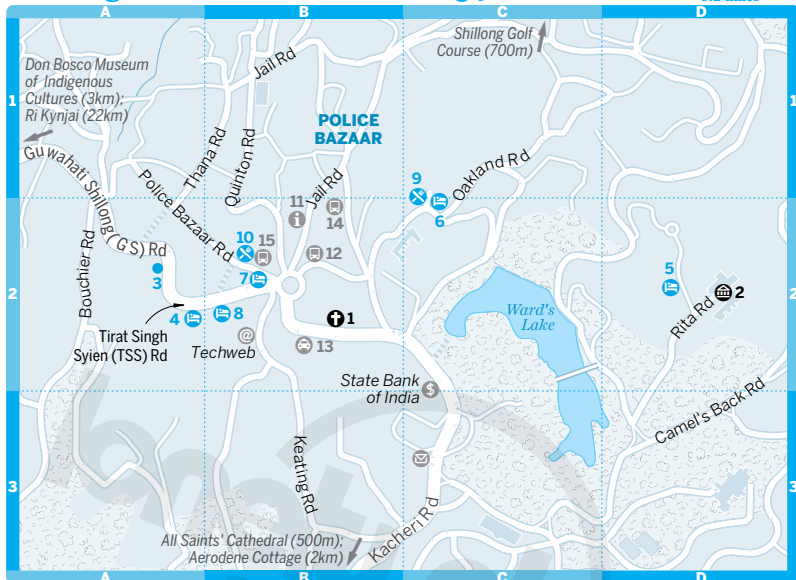 A
B
C
D
Don Bosco Museum
of Indigenous
Cultures (3km);
Ri Kynjai (22km)
Shillong Golf
Course (700m)
1
1
Jail Rd
POLICE
BAZAAR
Guwahati Shillong (GS) Rd
Thana Rd
Quinton Rd
Police Bazaar Rd
Jail Rd
Oakland Rd
9
6
11
14
10
15
12
Bouchier Rd
3
7
5
2
2
2
Rita Rd
Ward's
Lake
4
8
1
Tirat Singh
Syien (TSS) Rd
@
Techweb
13
State Bank
of India
$
Camel's Back Rd
Keating Rd
3
3
Kacheri Rd
All Saints' Cathedral (500m);
Aerodene Cottage (2km)
A
B
C
D